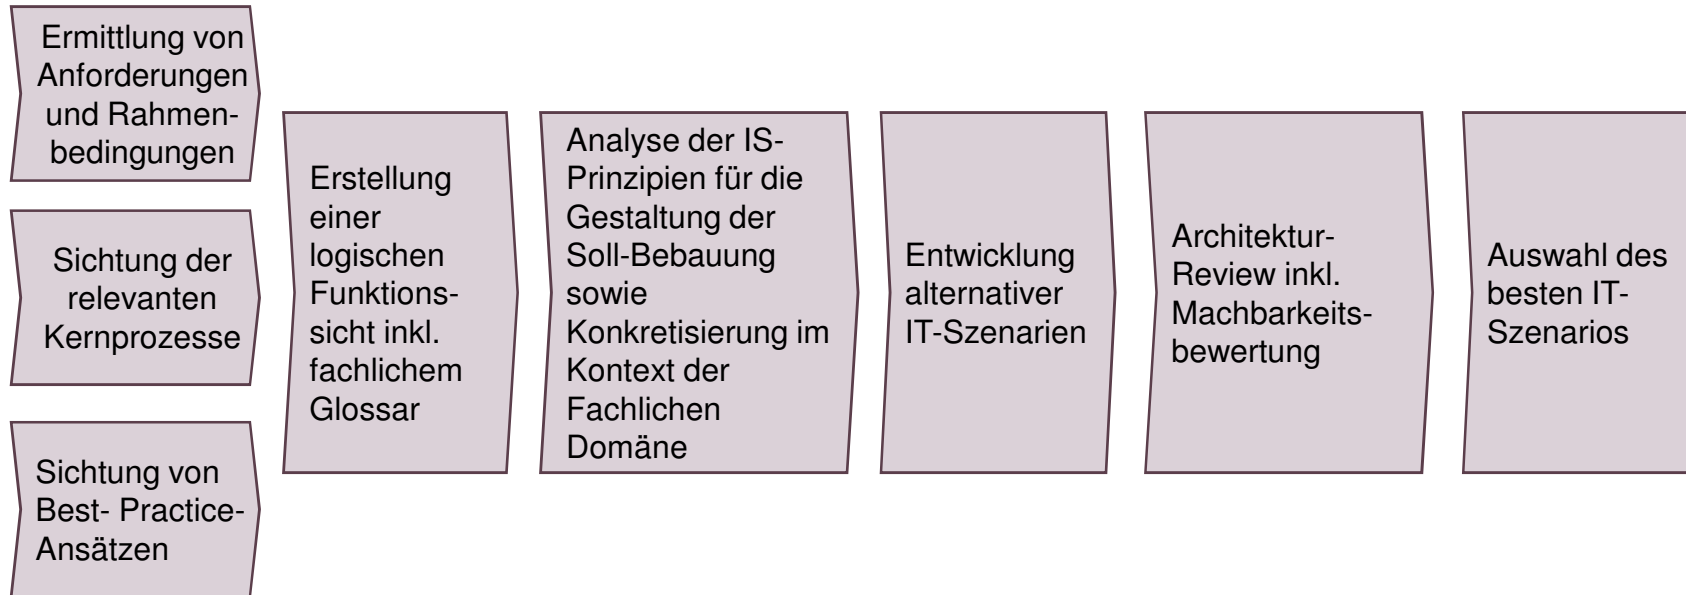 Ermittlung von
Anforderungen
und Rahmen-
bedingungen
Sichtung der
relevanten
Kernprozesse
Sichtung von
Best- Practice-
Ansätzen
Erstellung
einer
logischen
Funktions-
sicht inkl.
fachlichem
Glossar
Analyse der IS-
Prinzipien für die
Gestaltung der
Soll-Bebauung
sowie
Konkretisierung im
Kontext der
Fachlichen
Domäne
Entwicklung
alternativer
IT-Szenarien
Architektur-
Review inkl.
Machbarkeits-
bewertung
Auswahl des
besten IT-
Szenarios